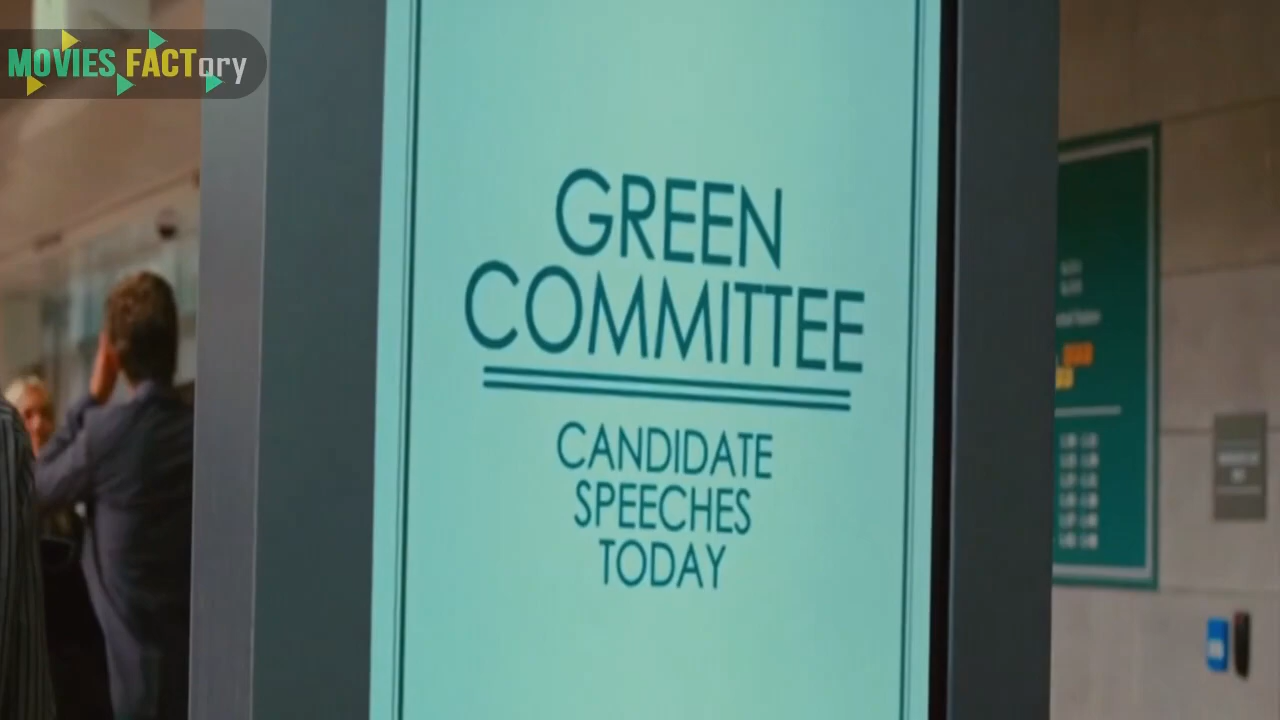 MOVIES FACTory
GREEN
COMMITTEE
CANDIDATE
SPEECHES
TODAY